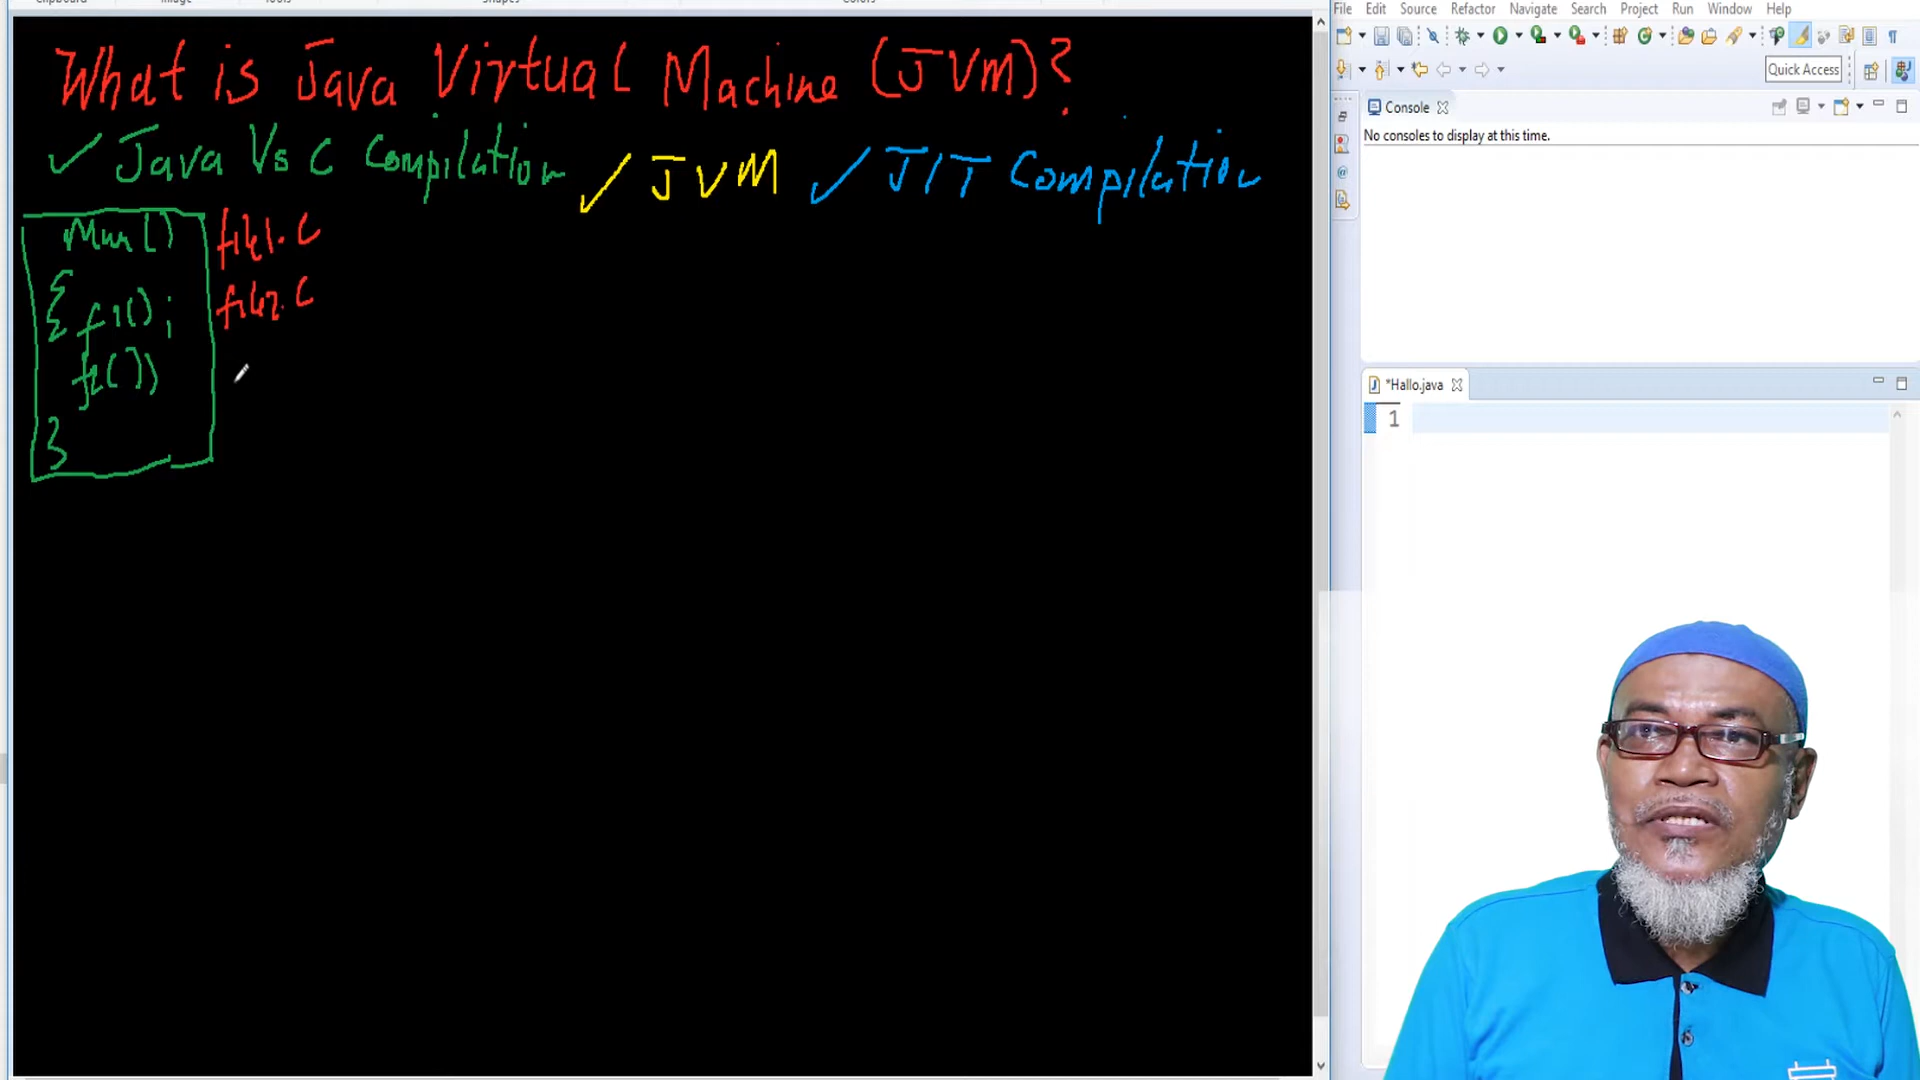 What is Java Virtual Machine (JVM)?
✓ Java Vs C Compilation ✓ JVM ✓ JIT Compilation
file1.c
{
f1();
file2.c
f2()
}
File Edit Source Refactor Navigate Search Project Run Window Help
Quick Access
Console
No consoles to display at this time.
*Hallo.java
1